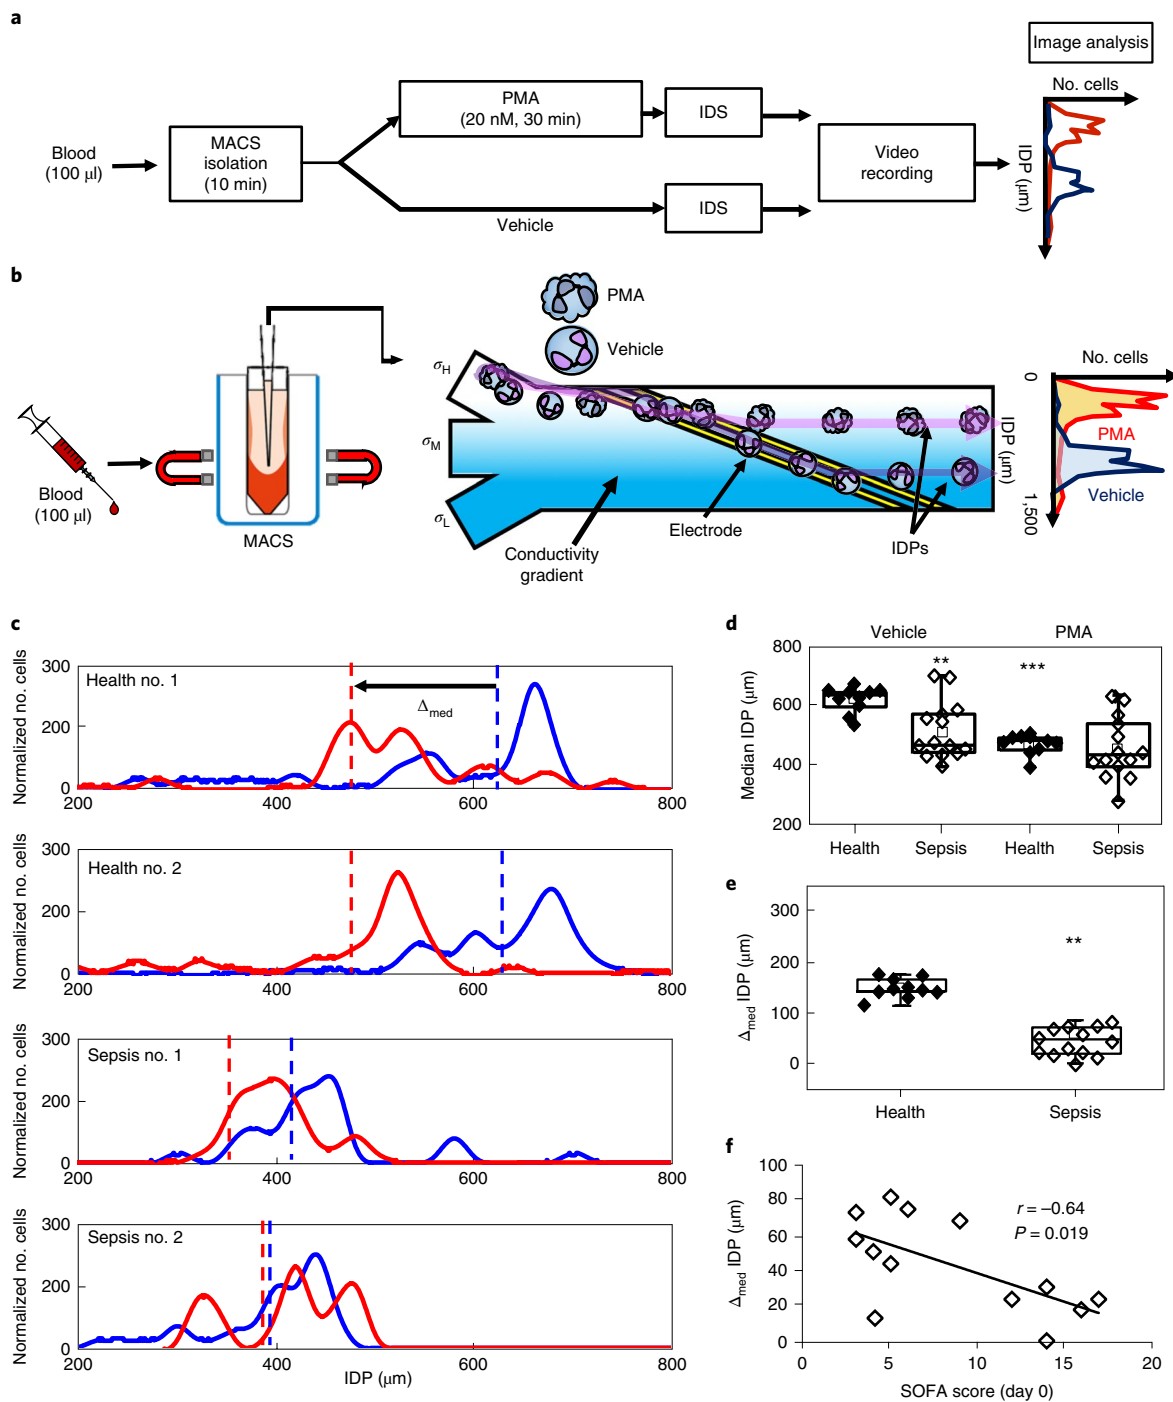 a
Image analysis
No. cells
IDP (μm)
Blood
(100 μl)
MACS
isolation
(10 min)
PMA
(20 nM, 30 min)
IDS
Vehicle
IDS
Video
recording
b
PMA
Vehicle
σH
σM
σL
Blood
(100 μl)
MACS
Conductivity
gradient
Electrode
IDPs
IDP (μm)
No. cells
0
1,500
PMA
Vehicle
c
Normalized no. cells
300
200
0
Health no. 1
Δmed
200
400
600
800
Normalized no. cells
300
200
0
Health no. 2
200
400
600
800
Normalized no. cells
300
200
0
Sepsis no. 1
200
400
600
800
Normalized no. cells
300
200
0
Sepsis no. 2
200
400
600
800
IDP (μm)
d
Vehicle
PMA
Median IDP (μm)
800
600
400
200
**
***
Health
Sepsis
Health
Sepsis
e
Δmed IDP (μm)
300
200
100
0
**
Health
Sepsis
f
Δmed IDP (μm)
100
80
60
40
20
0
r = −0.64
P = 0.019
0
5
10
15
20
SOFA score (day 0)